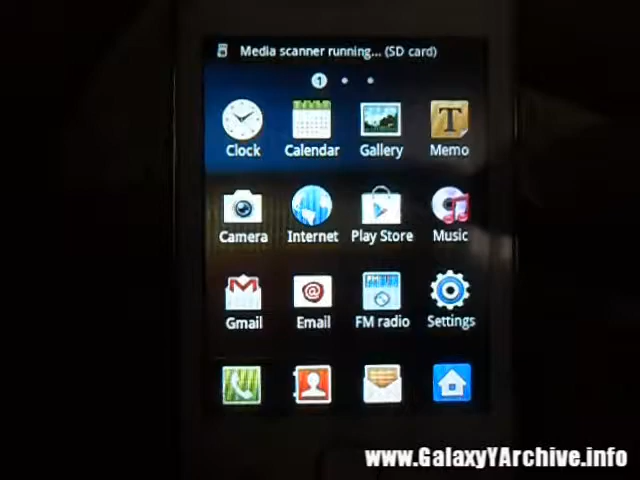 Media scanner running... (SD card)
1
Clock Calendar Gallery Memo
T
Camera Internet Play Store Music
FM
Gmail Email FM radio Settings
www.GalaxyYArchive.info